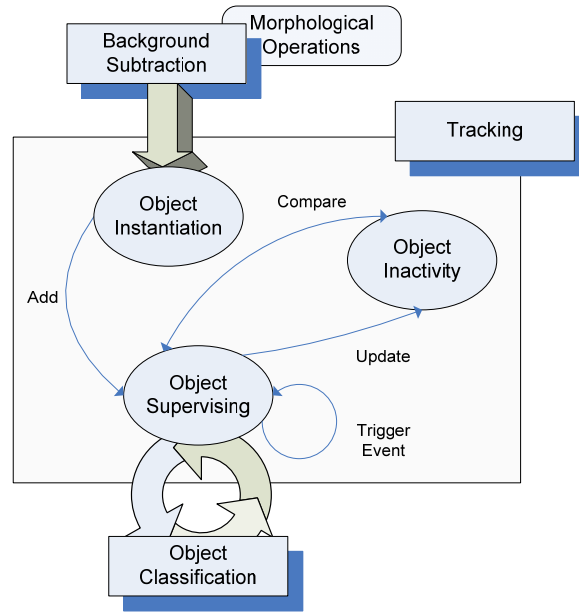 Morphological
Operations
Background
Subtraction
Tracking
Object
Instantiation
Compare
Object
Inactivity
Add
Update
Object
Supervising
Trigger
Event
Object
Classification